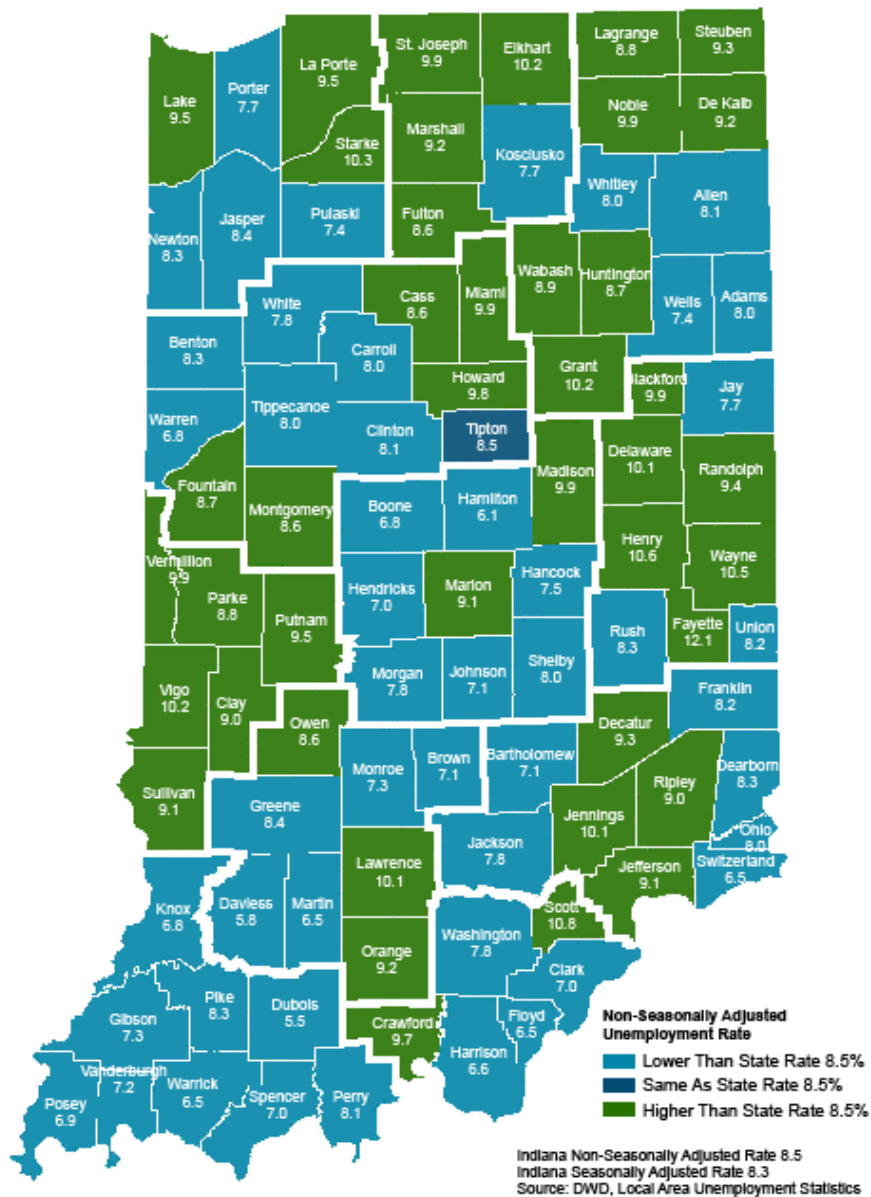 St. Joseph
9.9
Elkhart
10.2
Lagrange
8.8
Steuben
9.3
Lake
9.5
Porter
7.7
La Porte
9.5
Noble
9.9
De Kalb
9.2
Starke
10.3
Marshall
9.2
Kosciusko
7.7
Whitley
8.0
Allen
8.1
Newton
8.3
Jasper
8.4
Pulaski
7.4
Fulton
8.6
Wabash
8.9
Huntington
8.7
Wells
7.4
Adams
8.0
White
7.8
Cass
8.6
Miami
9.9
Benton
8.3
Carroll
8.0
Howard
9.8
Grant
10.2
Blackford
9.9
Jay
7.7
Warren
6.8
Tippecanoe
8.0
Clinton
8.1
Tipton
8.5
Madison
9.9
Delaware
10.1
Randolph
9.4
Fountain
8.7
Montgomery
8.6
Boone
6.8
Hamilton
6.1
Henry
10.6
Wayne
10.5
Vermillion
9.9
Parke
8.8
Putnam
9.5
Hendricks
7.0
Marion
9.1
Hancock
7.5
Rush
8.3
Fayette
12.1
Union
8.2
Vigo
10.2
Clay
9.0
Owen
8.6
Morgan
7.8
Johnson
7.1
Shelby
8.0
Franklin
8.2
Decatur
9.3
Sullivan
9.1
Greene
8.4
Monroe
7.3
Brown
7.1
Bartholomew
7.1
Ripley
9.0
Dearborn
8.3
Jennings
10.1
Ohio
8.0
Lawrence
10.1
Jackson
7.8
Jefferson
9.1
Switzerland
6.5
Knox
6.8
Daviess
5.8
Martin
6.5
Orange
9.2
Washington
7.8
Scott
10.8
Clark
7.0
Gibson
7.3
Pike
8.3
Dubois
5.5
Crawford
9.7
Floyd
6.5
Harrison
6.6
Posey
6.9
Vanderburgh
7.2
Warrick
6.5
Spencer
7.0
Perry
8.1
Non-Seasonally Adjusted
Unemployment Rate
Lower Than State Rate 8.5%
Same As State Rate 8.5%
Higher Than State Rate 8.5%
Indiana Non-Seasonally Adjusted Rate 8.5
Indiana Seasonally Adjusted Rate 8.3
Source: DWD, Local Area Unemployment Statistics